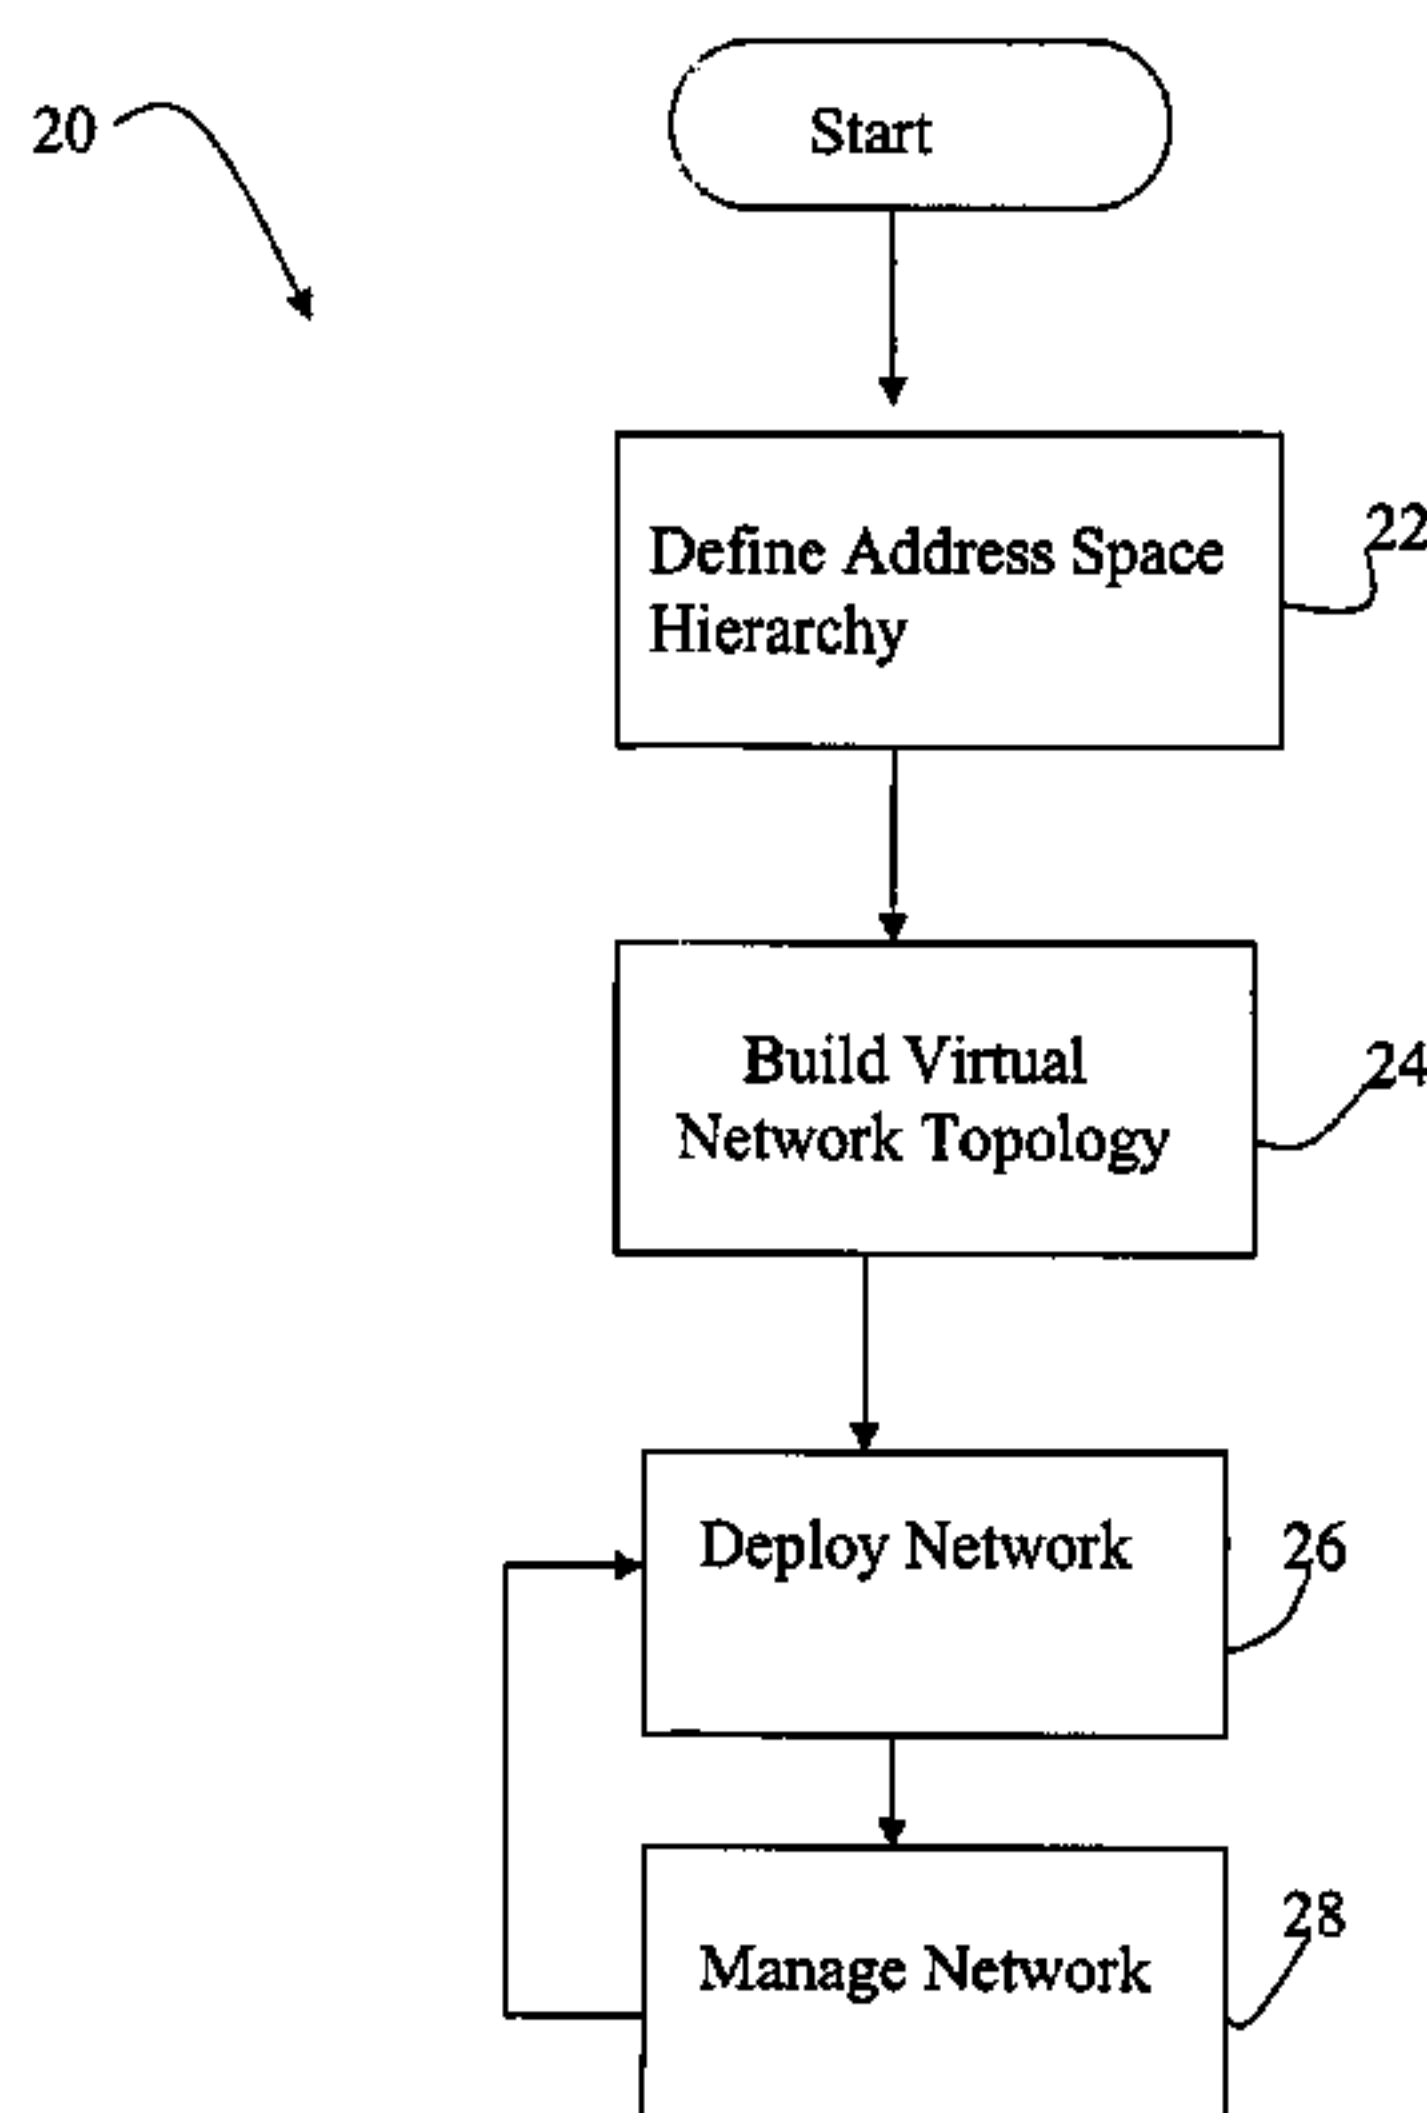 20
Start
Define Address Space
Hierarchy
22
Build Virtual
Network Topology
24
Deploy Network
26
Manage Network
28